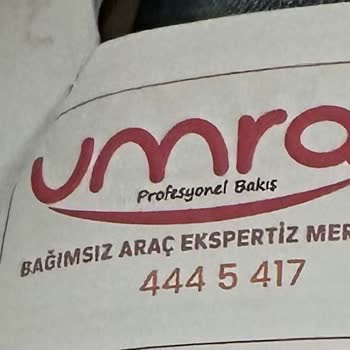 umra
Profesyonel Bakış
BAĞIMSIZ ARAÇ EKSPERTİZ MER
444 5 417